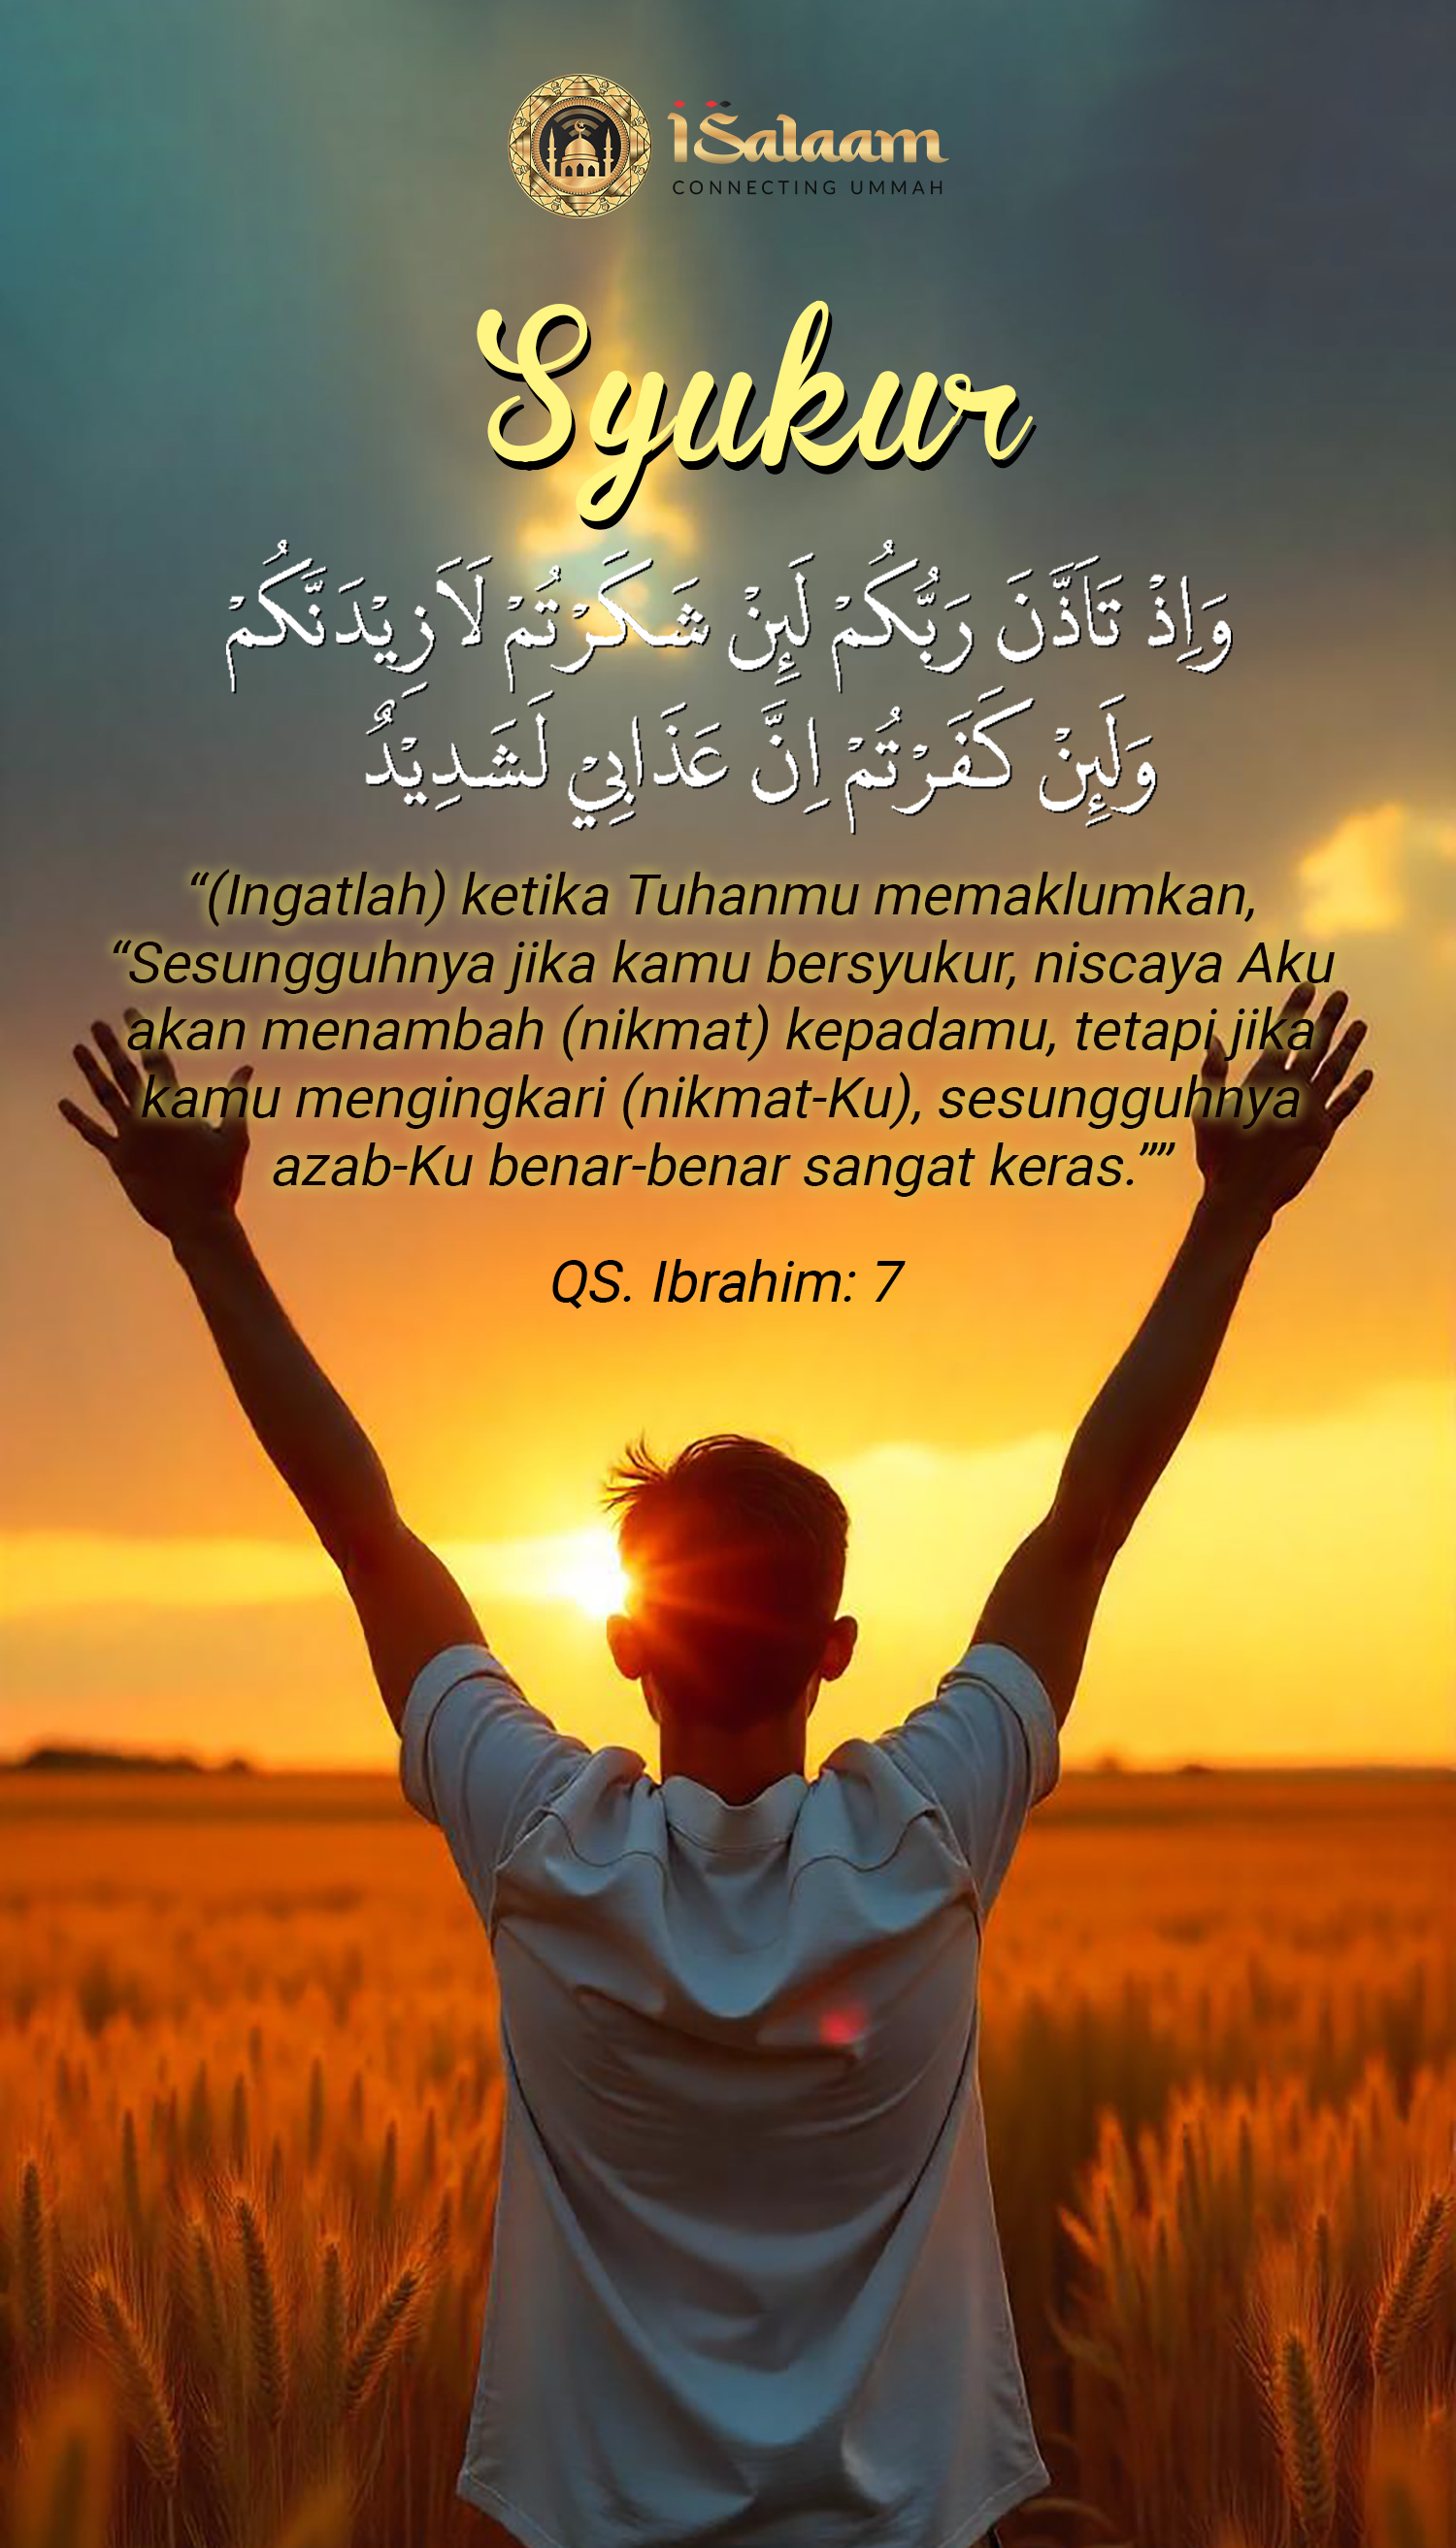 iSalaam
CONNECTING UMMAH
Syukur
وَاِذْ تَاَذَّنَ رَبُّكُمْ لَىِٕنْ شَكَرْتُمْ لَاَزِيْدَنَّكُمْ
وَلَىِٕنْ كَفَرْتُمْ اِنَّ عَذَابِيْ لَشَدِيْدٌ
“(Ingatlah) ketika Tuhanmu memaklumkan,
“Sesungguhnya jika kamu bersyukur, niscaya Aku
akan menambah (nikmat) kepadamu, tetapi jika
kamu mengingkari (nikmat-Ku), sesungguhnya
azab-Ku benar-benar sangat keras.””
QS. Ibrahim: 7